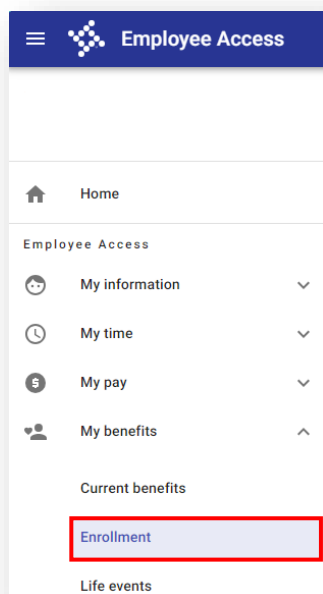 Employee Access
Home
Employee Access
My information
My time
My pay
My benefits
Current benefits
Enrollment
Life events